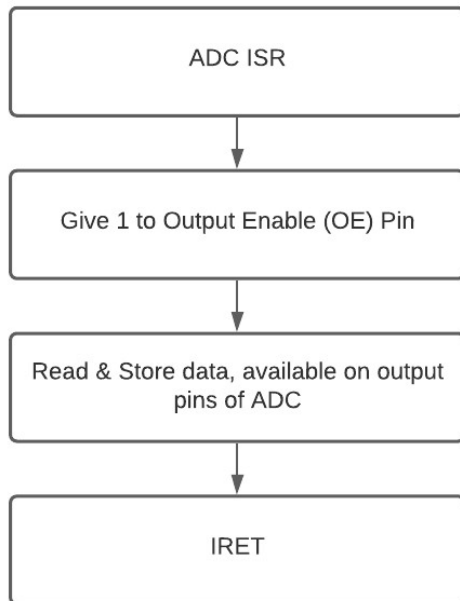 ADC ISR
Give 1 to Output Enable (OE) Pin
Read & Store data, available on output
pins of ADC
IRET